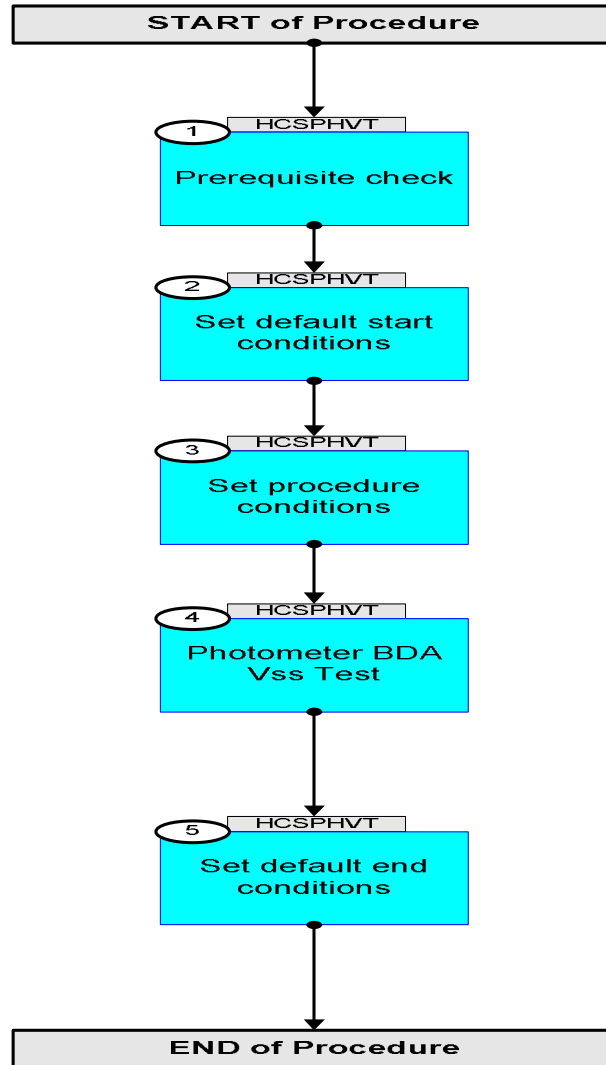 START of Procedure
HCSPHVT
1
Prerequisite check
HCSPHVT
2
Set default start
conditions
HCSPHVT
3
Set procedure
conditions
HCSPHVT
4
Photometer BDA
Vss Test
HCSPHVT
5
Set default end
conditions
END of Procedure